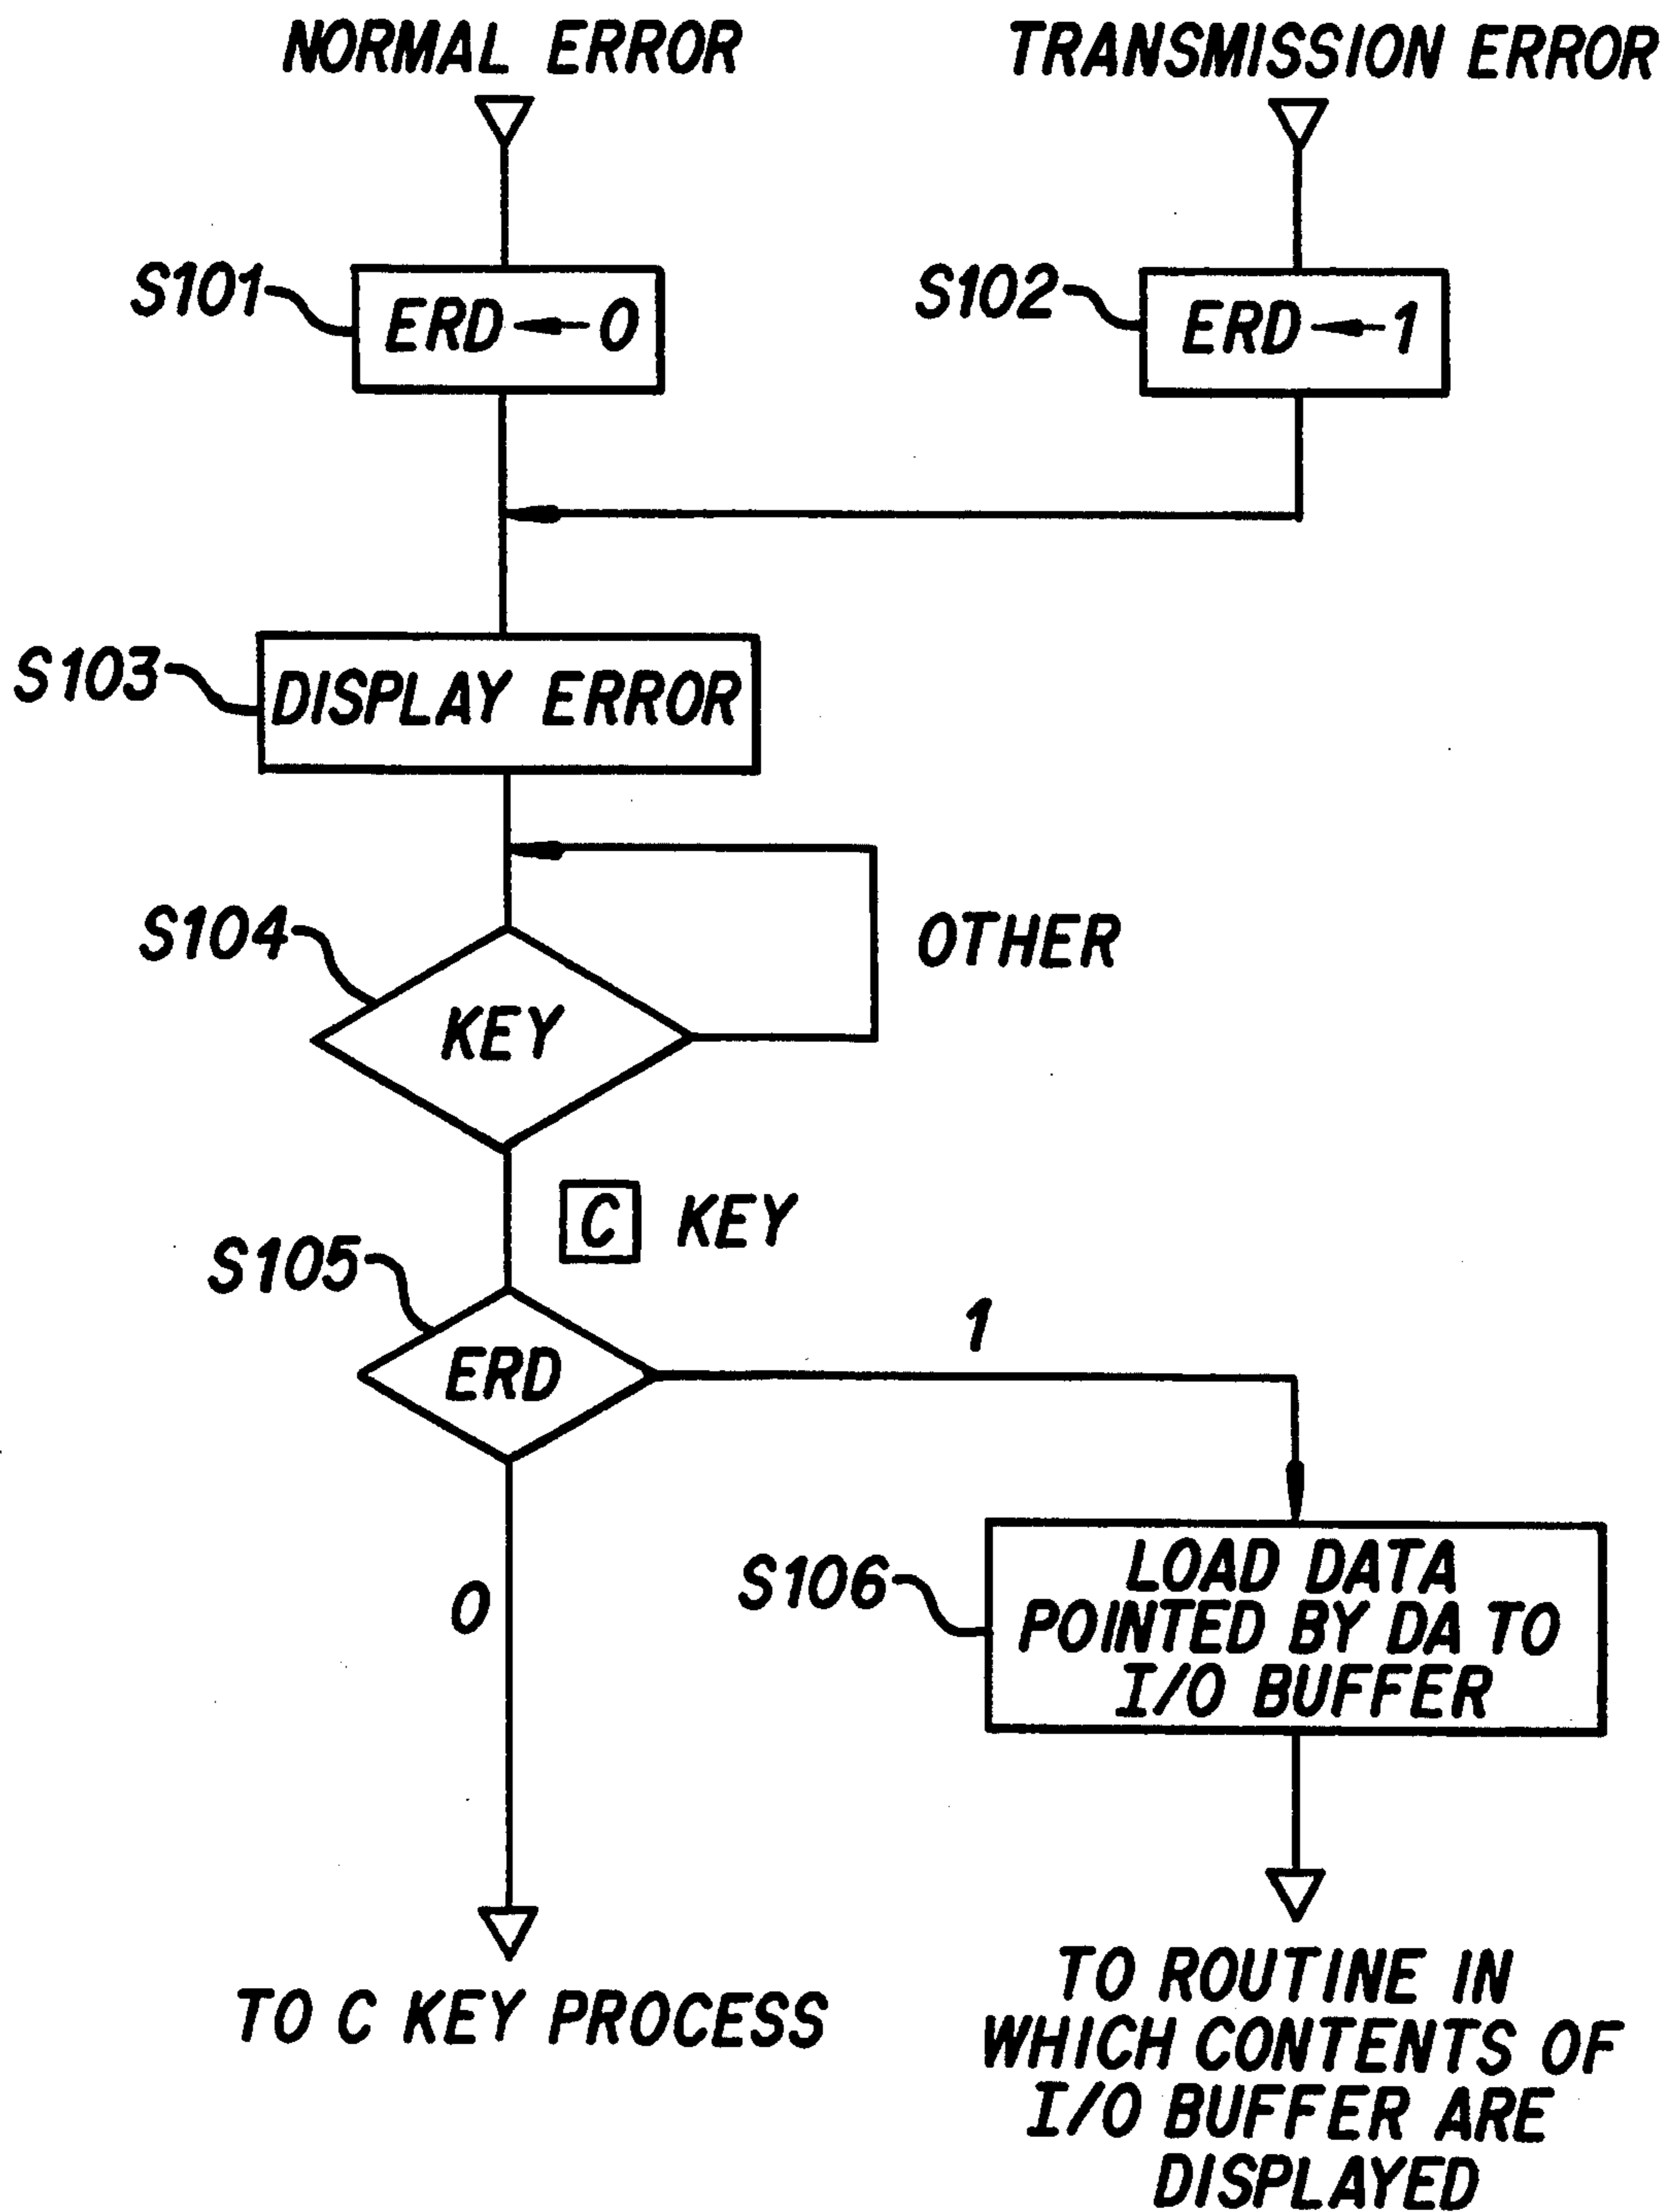 NORMAL ERROR
TRANSMISSION ERROR
S101
ERD ← 0
S102
ERD ← 1
S103
DISPLAY ERROR
S104
KEY
OTHER
C KEY
S105
ERD
1
0
S106
LOAD DATA
POINTED BY DA TO
I/O BUFFER
TO C KEY PROCESS
TO ROUTINE IN
WHICH CONTENTS OF
I/O BUFFER ARE
DISPLAYED